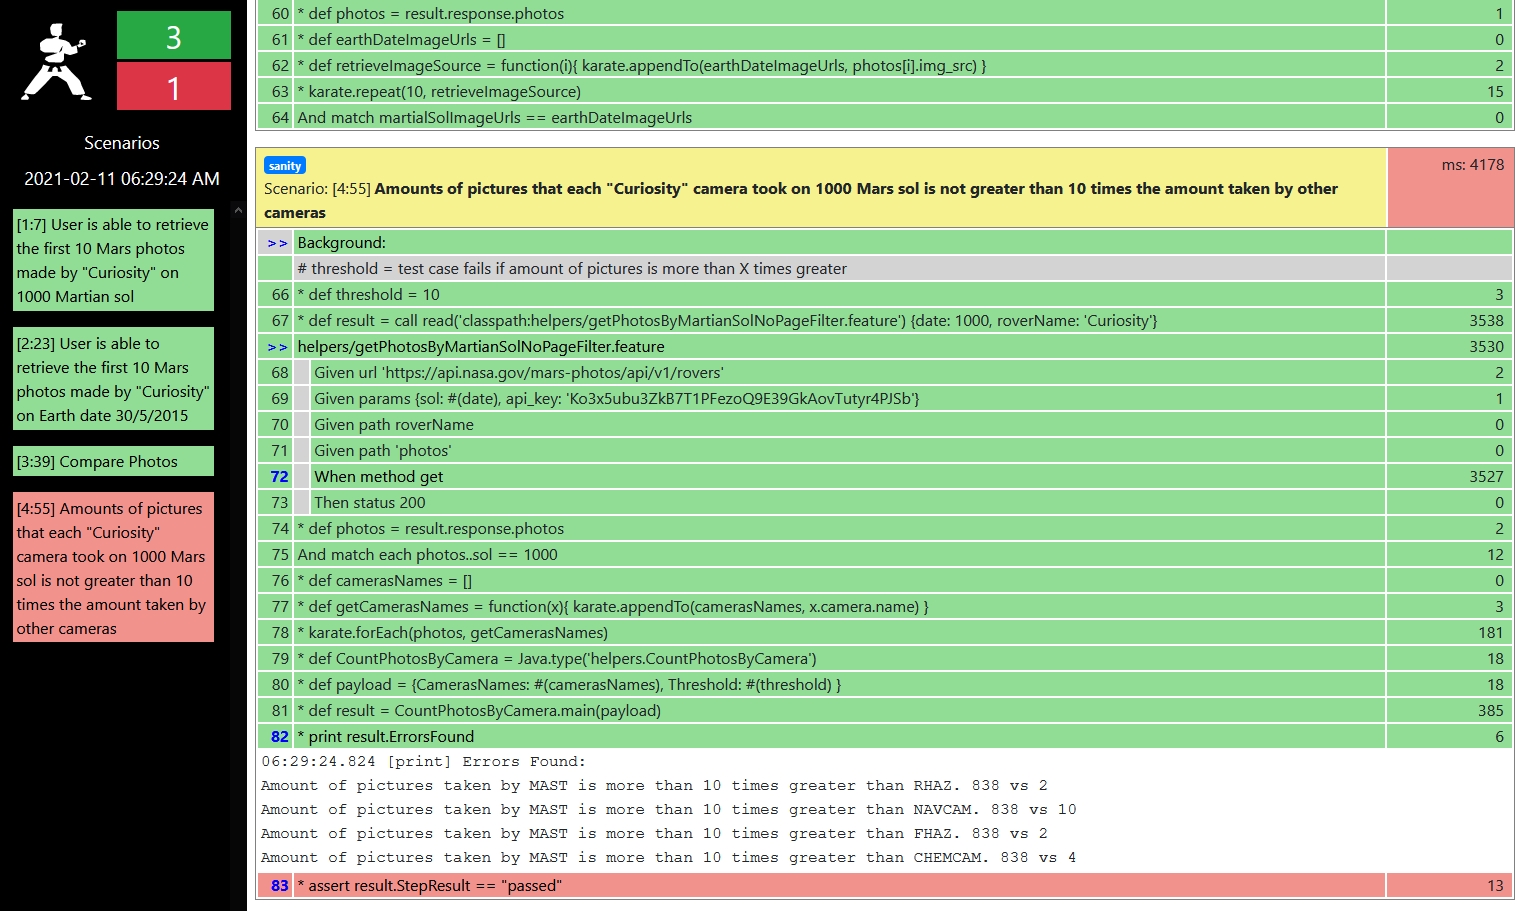 3
1
Scenarios
2021-02-11 06:29:24 AM
[1:7] User is able to retrieve
the first 10 Mars photos
made by "Curiosity" on
1000 Martian sol
[2:23] User is able to
retrieve the first 10 Mars
photos made by "Curiosity"
on Earth date 30/5/2015
[3:39] Compare Photos
[4:55] Amounts of pictures
that each "Curiosity"
camera took on 1000 Mars
sol is not greater than 10
times the amount taken by
other cameras
60 * def photos = result.response.photos 1
61 * def earthDateImageUrls = [] 0
62 * def retrieveImageSource = function(i){ karate.appendTo(earthDateImageUrls, photos[i].img_src) } 2
63 * karate.repeat(10, retrieveImageSource) 15
64 And match martialSolImageUrls == earthDateImageUrls 0
sanity ms: 4178
Scenario: [4:55] Amounts of pictures that each "Curiosity" camera took on 1000 Mars sol is not greater than 10 times the amount taken by other
cameras
>> Background:
# threshold = test case fails if amount of pictures is more than X times greater
66 * def threshold = 10 3
67 * def result = call read('classpath:helpers/getPhotosByMartianSolNoPageFilter.feature') {date: 1000, roverName: 'Curiosity'} 3538
>> helpers/getPhotosByMartianSolNoPageFilter.feature 3530
68 Given url 'https://api.nasa.gov/mars-photos/api/v1/rovers' 2
69 Given params {sol: #(date), api_key: 'Ko3x5ubu3ZkB7T1PFezoQ9E39GkAovTutyr4PJSb'} 1
70 Given path roverName 0
71 Given path 'photos' 0
72 When method get 3527
73 Then status 200 0
74 * def photos = result.response.photos 2
75 And match each photos..sol == 1000 12
76 * def camerasNames = [] 0
77 * def getCamerasNames = function(x){ karate.appendTo(camerasNames, x.camera.name) } 3
78 * karate.forEach(photos, getCamerasNames) 181
79 * def CountPhotosByCamera = Java.type('helpers.CountPhotosByCamera') 18
80 * def payload = {CamerasNames: #(camerasNames), Threshold: #(threshold) } 18
81 * def result = CountPhotosByCamera.main(payload) 385
82 * print result.ErrorsFound 6
06:29:24.824 [print] Errors Found:
Amount of pictures taken by MAST is more than 10 times greater than RHAZ. 838 vs 2
Amount of pictures taken by MAST is more than 10 times greater than NAVCAM. 838 vs 10
Amount of pictures taken by MAST is more than 10 times greater than FHAZ. 838 vs 2
Amount of pictures taken by MAST is more than 10 times greater than CHEMCAM. 838 vs 4
83 * assert result.StepResult == "passed" 13